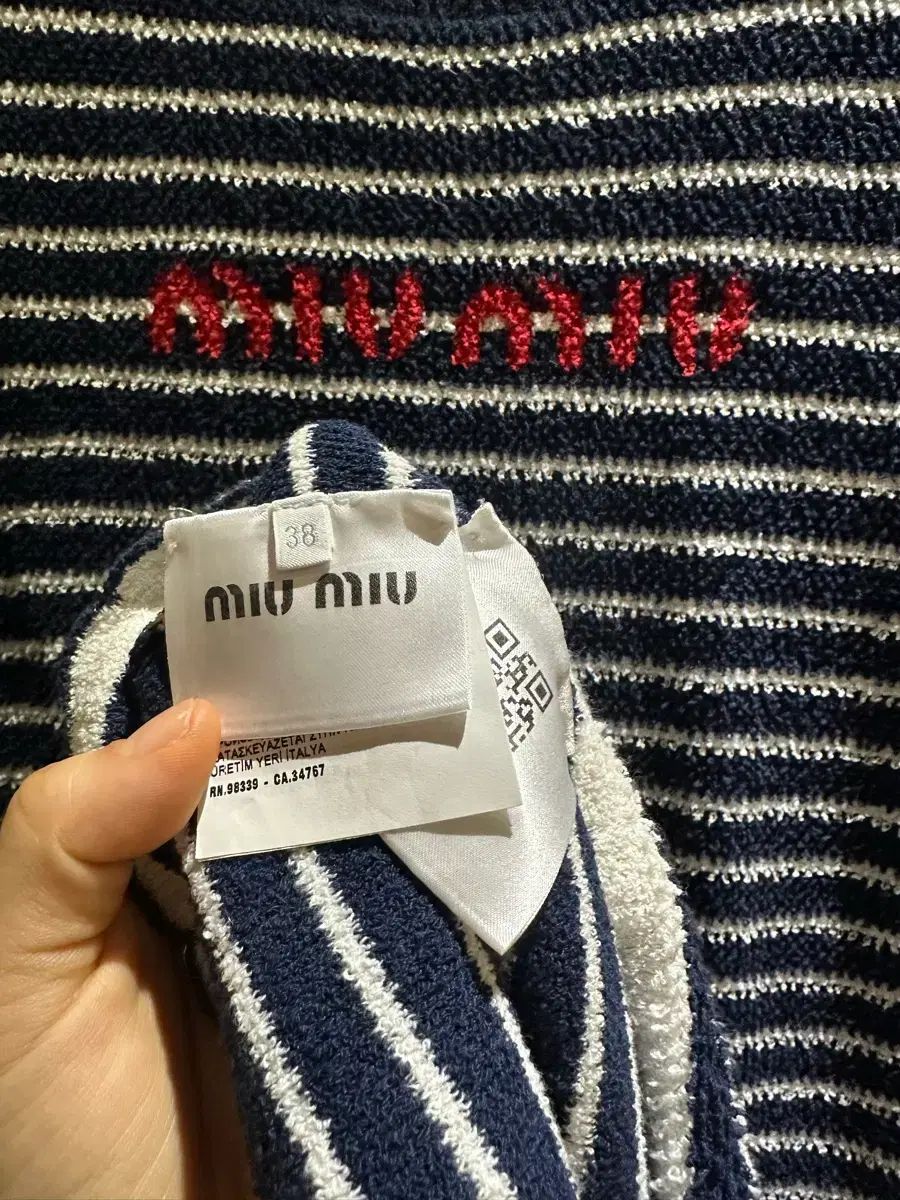 MIU MIU
38
MIU MIU
ÜRETİM YERİ İTALYA
RN.98339 - CA.34767